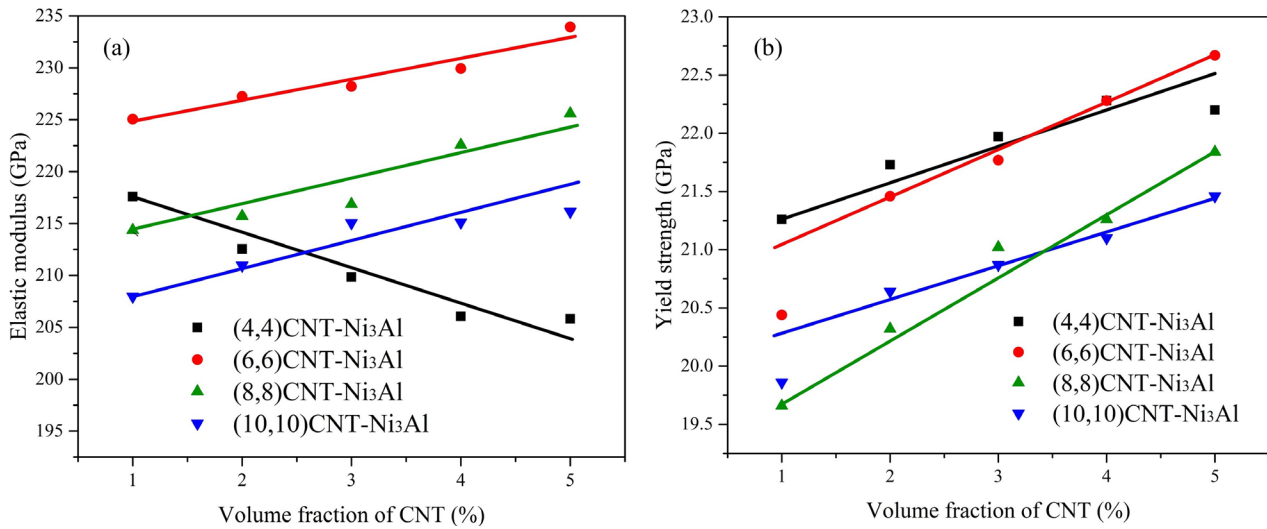 (a)
Elastic modulus (GPa)
235
230
225
220
215
210
205
200
195
(4,4)CNT-Ni₃Al
(6,6)CNT-Ni₃Al
(8,8)CNT-Ni₃Al
(10,10)CNT-Ni₃Al
1 2 3 4 5
Volume fraction of CNT (%)
(b)
Yield strength (GPa)
23.0
22.5
22.0
21.5
21.0
20.5
20.0
19.5
(4,4)CNT-Ni₃Al
(6,6)CNT-Ni₃Al
(8,8)CNT-Ni₃Al
(10,10)CNT-Ni₃Al
1 2 3 4 5
Volume fraction of CNT (%)